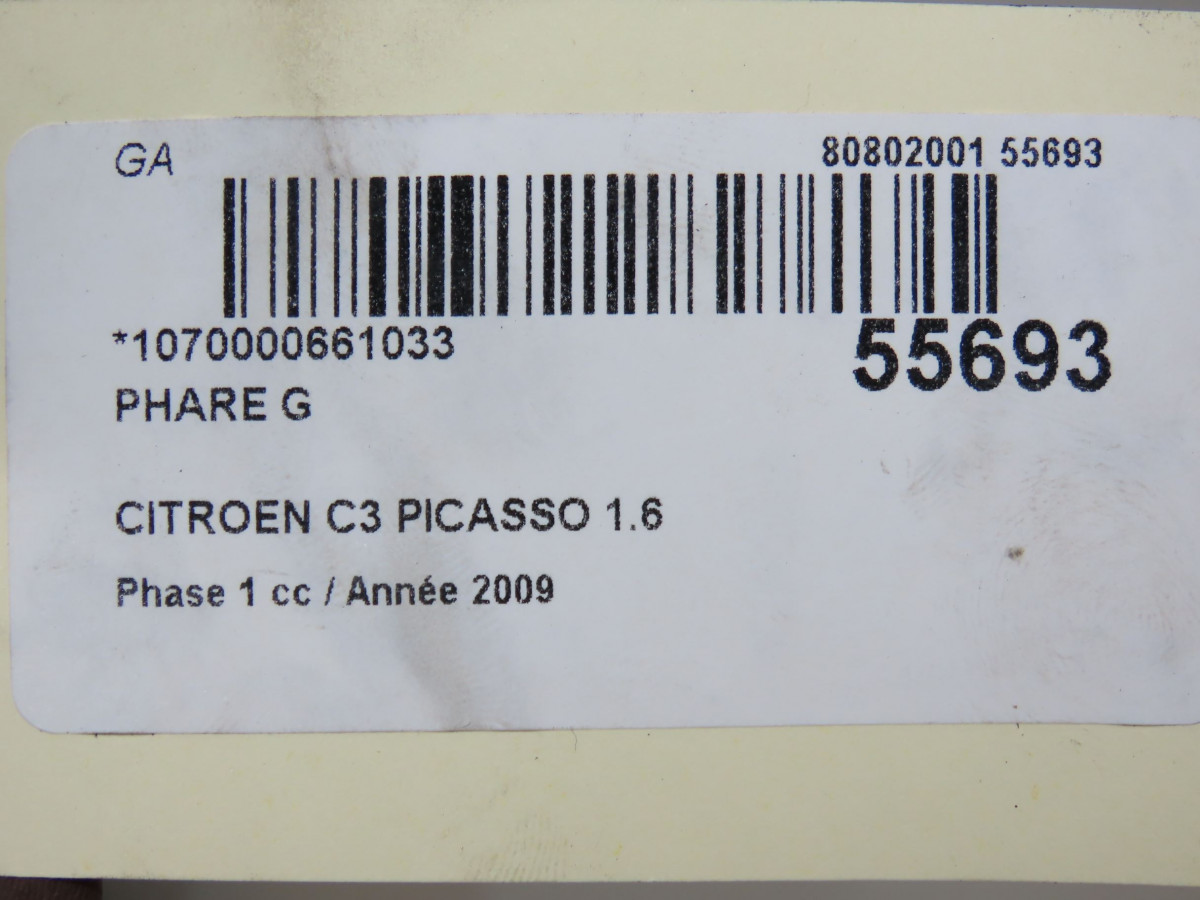 GA
80802001 55693
*1070000661033
55693
PHARE G
CITROEN C3 PICASSO 1.6
Phase 1 cc / Année 2009